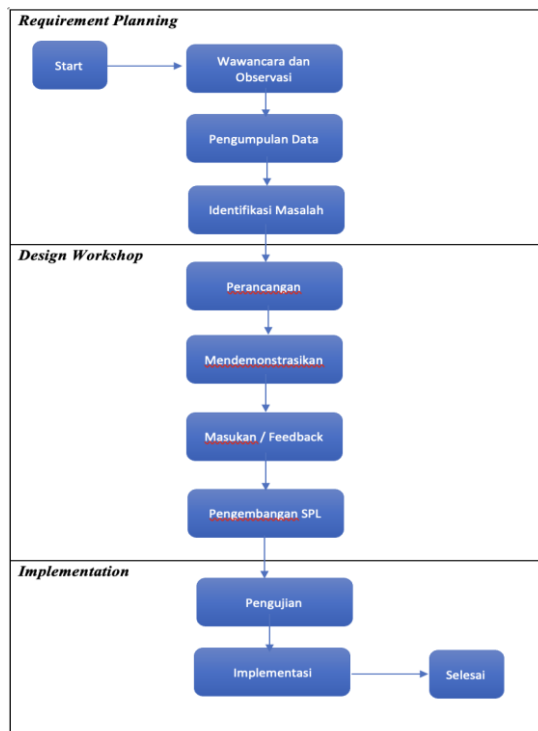 Requirement Planning
Start
Wawancara dan
Observasi
Pengumpulan Data
Identifikasi Masalah
Design Workshop
Perancangan
Mendemonstrasikan
Masukan / Feedback
Pengembangan SPL
Implementation
Pengujian
Implementasi
Selesai